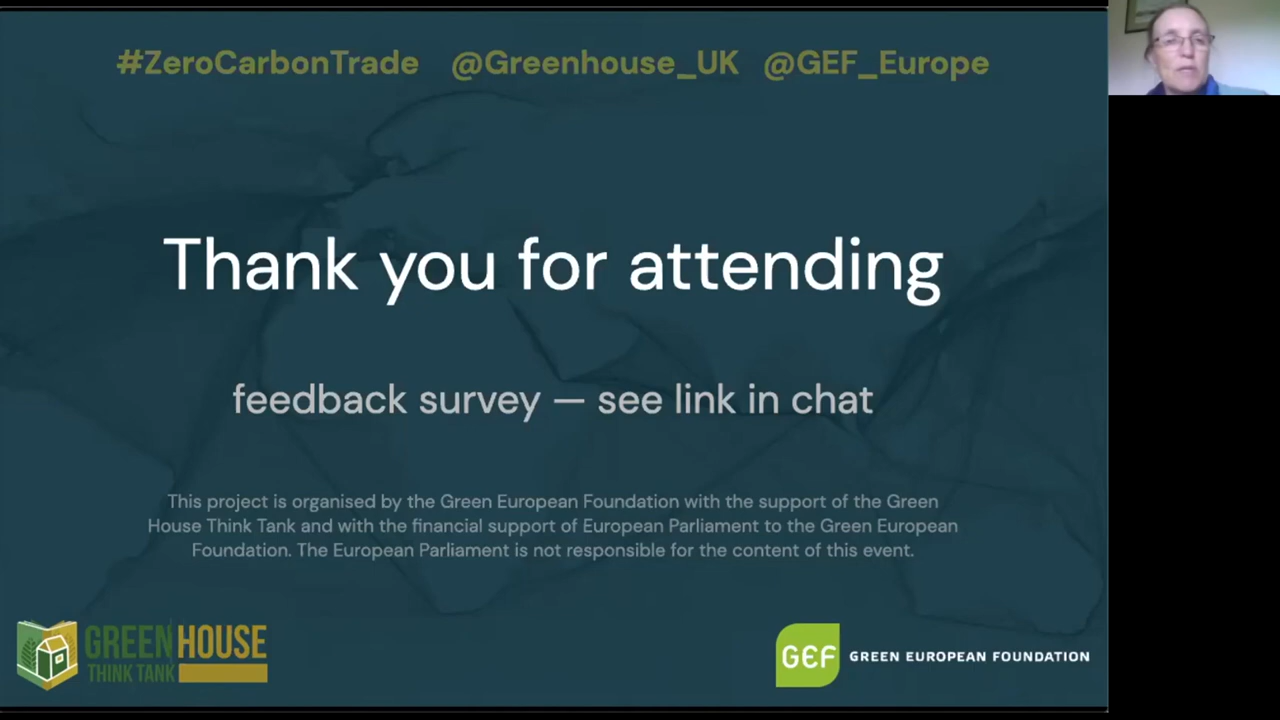 #ZeroCarbonTrade @Greenhouse_UK @GEF_Europe
Thank you for attending
feedback survey — see link in chat
This project is organised by the Green European Foundation with the support of the Green
House Think Tank and with the financial support of European Parliament to the Green European
Foundation. The European Parliament is not responsible for the content of this event.
GREEN HOUSE
THINK TANK
GEF GREEN EUROPEAN FOUNDATION